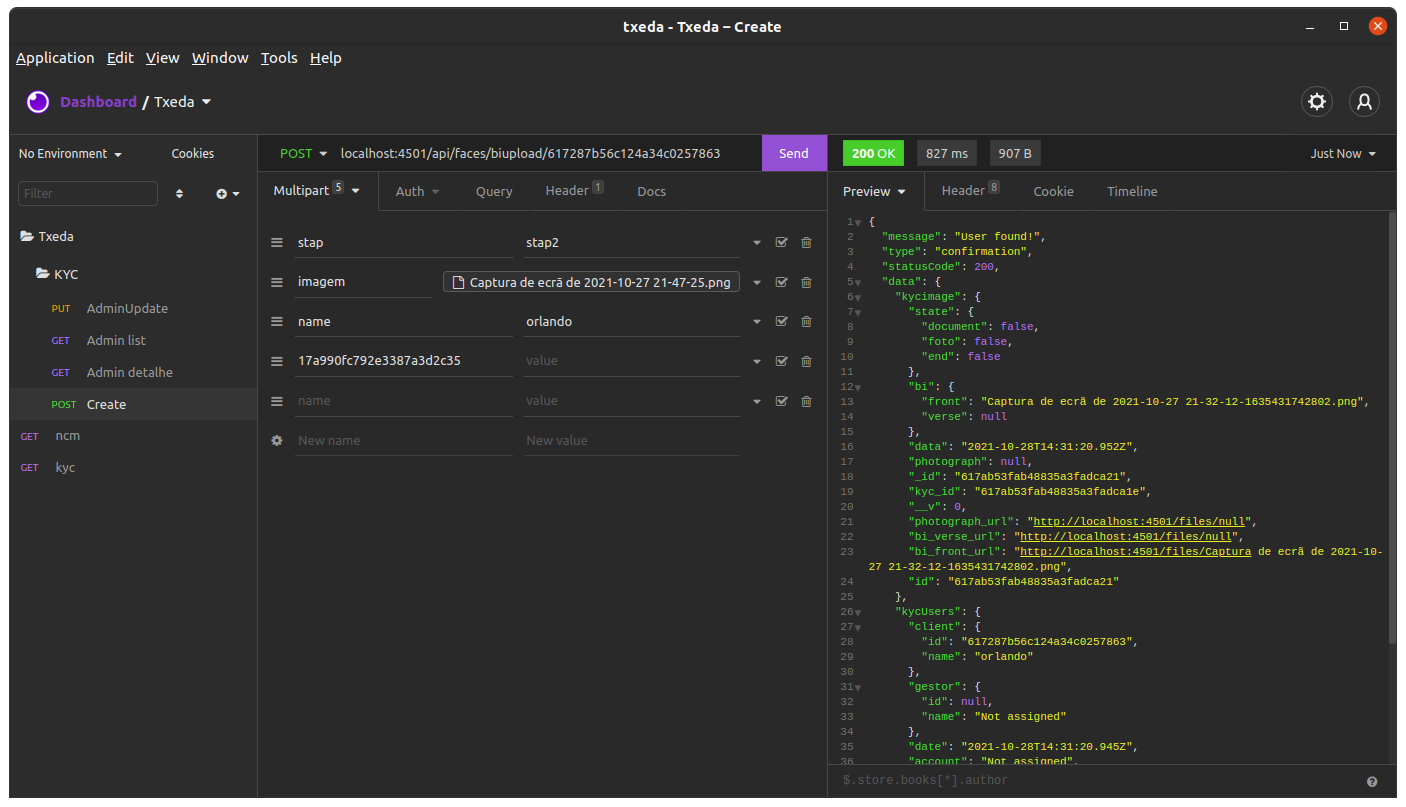 txeda - Txeda – Create
Application Edit View Window Tools Help
Dashboard / Txeda
No Environment Cookies
Filter
Txeda
KYC
PUT AdminUpdate
GET Admin list
GET Admin detalhe
POST Create
GET ncm
GET kyc
POST localhost:4501/api/faces/biupload/617287b56c124a34c0257863 Send
Multipart 5 Auth Query Header 1 Docs
stap stap2
imagem Captura de ecrã de 2021-10-27 21-47-25.png
name orlando
17a990fc792e3387a3d2c35 value
name value
New name New value
200 OK 827 ms 907 B Just Now
Preview Header 8 Cookie Timeline
1 {
2 "message": "User found!",
3 "type": "confirmation",
4 "statusCode": 200,
5 "data": {
6 "kycimage": {
7 "state": {
8 "document": false,
9 "foto": false,
10 "end": false
11 },
12 "bi": {
13 "front": "Captura de ecrã de 2021-10-27 21-32-12-1635431742802.png",
14 "verse": null
15 },
16 "data": "2021-10-28T14:31:20.952Z",
17 "photograph": null,
18 "_id": "617ab53fab48835a3fadca21",
19 "kyc_id": "617ab53fab48835a3fadca1e",
20 "__v": 0,
21 "photograph_url": "http://localhost:4501/files/null",
22 "bi_verse_url": "http://localhost:4501/files/null",
23 "bi_front_url": "http://localhost:4501/files/Captura de ecrã de 2021-10-
27 21-32-12-1635431742802.png",
24 "id": "617ab53fab48835a3fadca21"
25 },
26 "kycUsers": {
27 "client": {
28 "id": "617287b56c124a34c0257863",
29 "name": "orlando"
30 },
31 "gestor": {
32 "id": null,
33 "name": "Not assigned"
34 },
35 "date": "2021-10-28T14:31:20.945Z",
36 "account": "Not assigned",
$.store.books[*].author